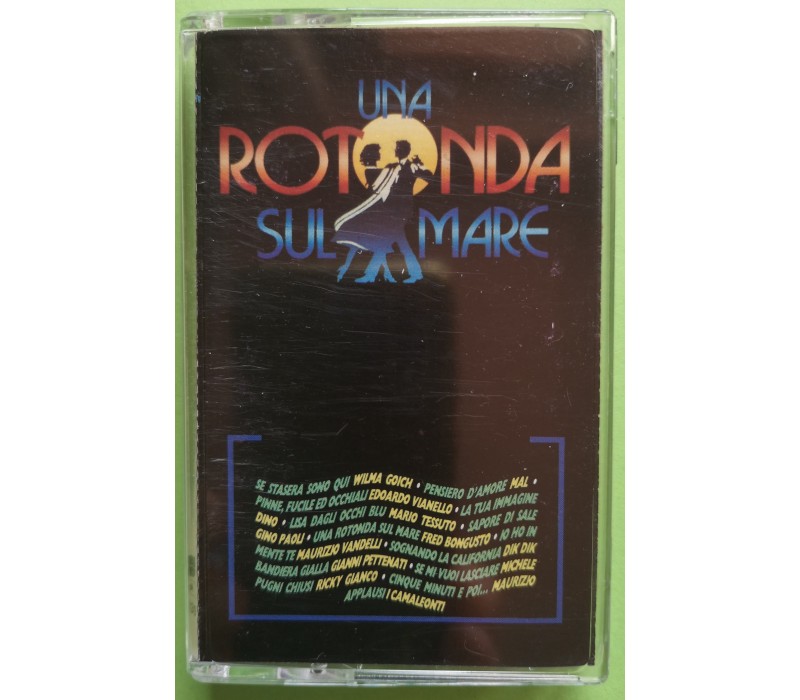 UNA
ROTONDA
SUL MARE
SE STASERA SONO QUI WILMA GOICH • PENSIERO D'AMORE MAL •
PINNE, FUCILE ED OCCHIALI EDOARDO VIANELLO • LA TUA IMMAGINE
DINO • LISA DAGLI OCCHI BLU MARIO TESSUTO • SAPORE DI SALE
GINO PAOLI • UNA ROTONDA SUL MARE FRED BONGUSTO • IO HO IN
MENTE TE MAURIZIO VANDELLI • SOGNANDO LA CALIFORNIA DIK DIK
BANDIERA GIALLA GIANNI PETTENATI • SE MI VUOI LASCIARE MICHELE
PUGNI CHIUSI RICKY GIANCO • CINQUE MINUTI E POI... MAURIZIO
APPLAUSI I CAMALEONTI